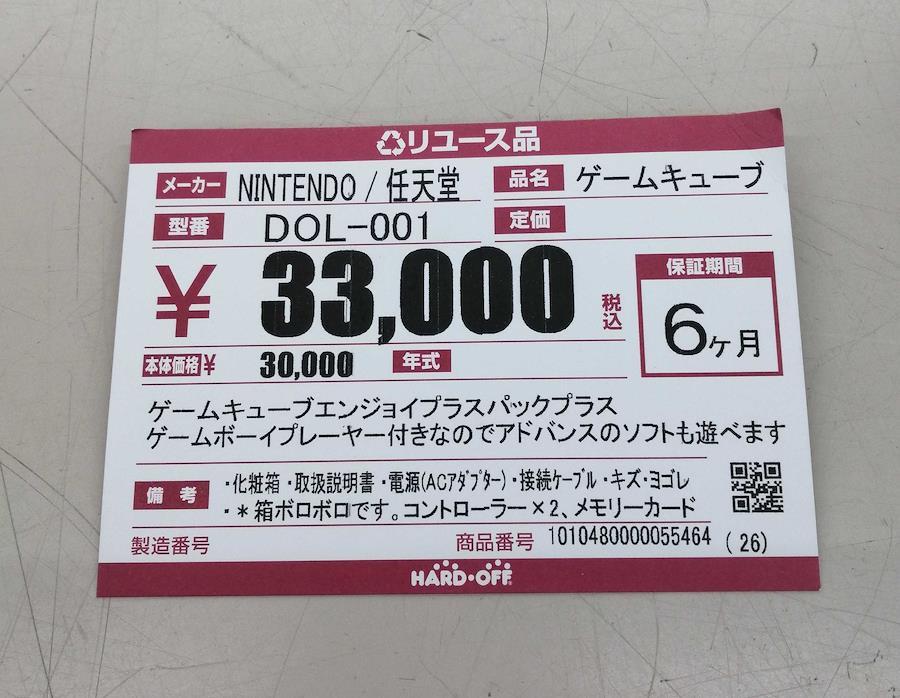 リユース品
メーカー NINTENDO / 任天堂 品名 ゲームキューブ
型番 DOL-001 定価
¥ 33,000 税込 保証期間 6ヶ月
本体価格¥ 30,000 年式
ゲームキューブエンジョイプラスパックプラス
ゲームボーイプレーヤー付きなのでアドバンスのソフトも遊べます
備考 ・化粧箱・取扱説明書・電源(ACアダプター)・接続ケーブル・キズ・ヨゴレ
・＊箱ボロボロです。コントローラー×2、メモリーカード
製造番号 商品番号 1010480000055464 (26)
HARD・OFF